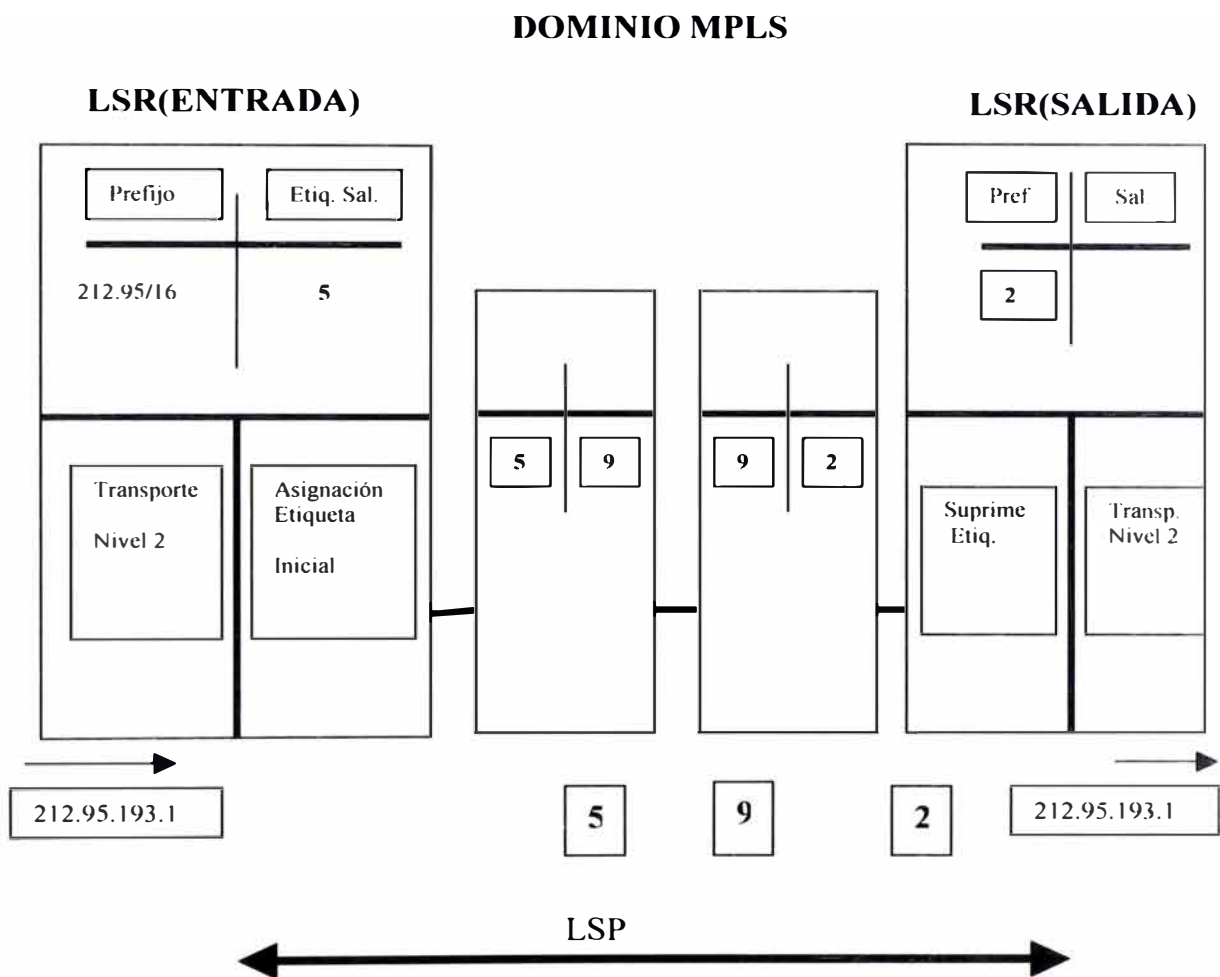 DOMINIO MPLS
LSR(ENTRADA)
LSR(SALIDA)
Prefijo
Etiq. Sal.
212.95/16
5
Pref
Sal.
2
5
9
9
2
Transporte
Nivel 2
Asignación
Etiqueta
Inicial
Suprime
Etiq.
Transp.
Nivel 2
212.95.193.1
5
9
2
212.95.193.1
LSP